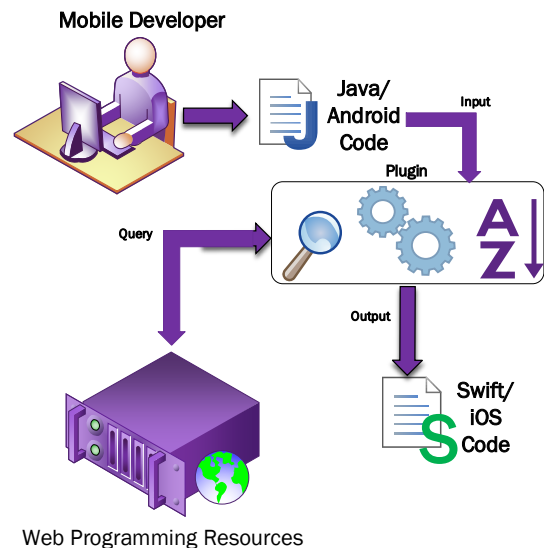 Mobile Developer
Java/
Android
Code
J
Input
Plugin
A
Z
Query
Output
Swift/
iOS
Code
S
Web Programming Resources